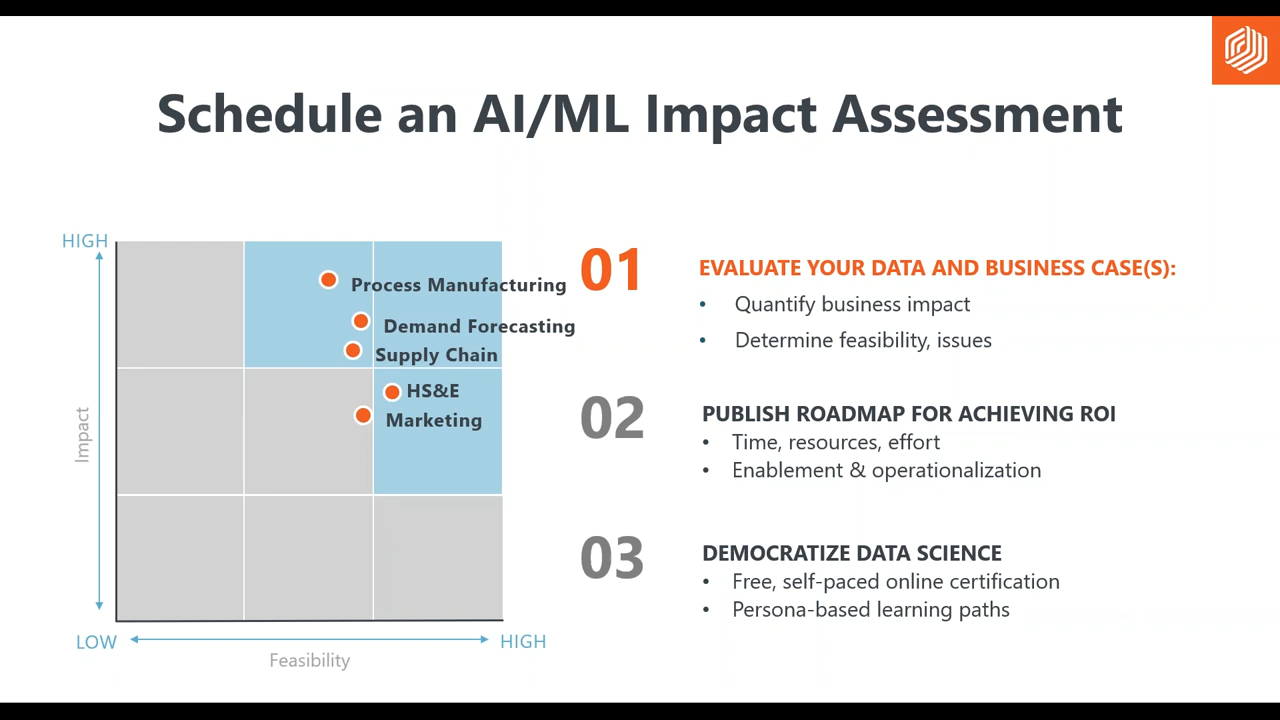 Schedule an AI/ML Impact Assessment
HIGH
Process Manufacturing
Demand Forecasting
Supply Chain
HS&E
Marketing
Impact
LOW
HIGH
Feasibility
01
EVALUATE YOUR DATA AND BUSINESS CASE(S):
• Quantify business impact
• Determine feasibility, issues
02
PUBLISH ROADMAP FOR ACHIEVING ROI
• Time, resources, effort
• Enablement & operationalization
03
DEMOCRATIZE DATA SCIENCE
• Free, self-paced online certification
• Persona-based learning paths